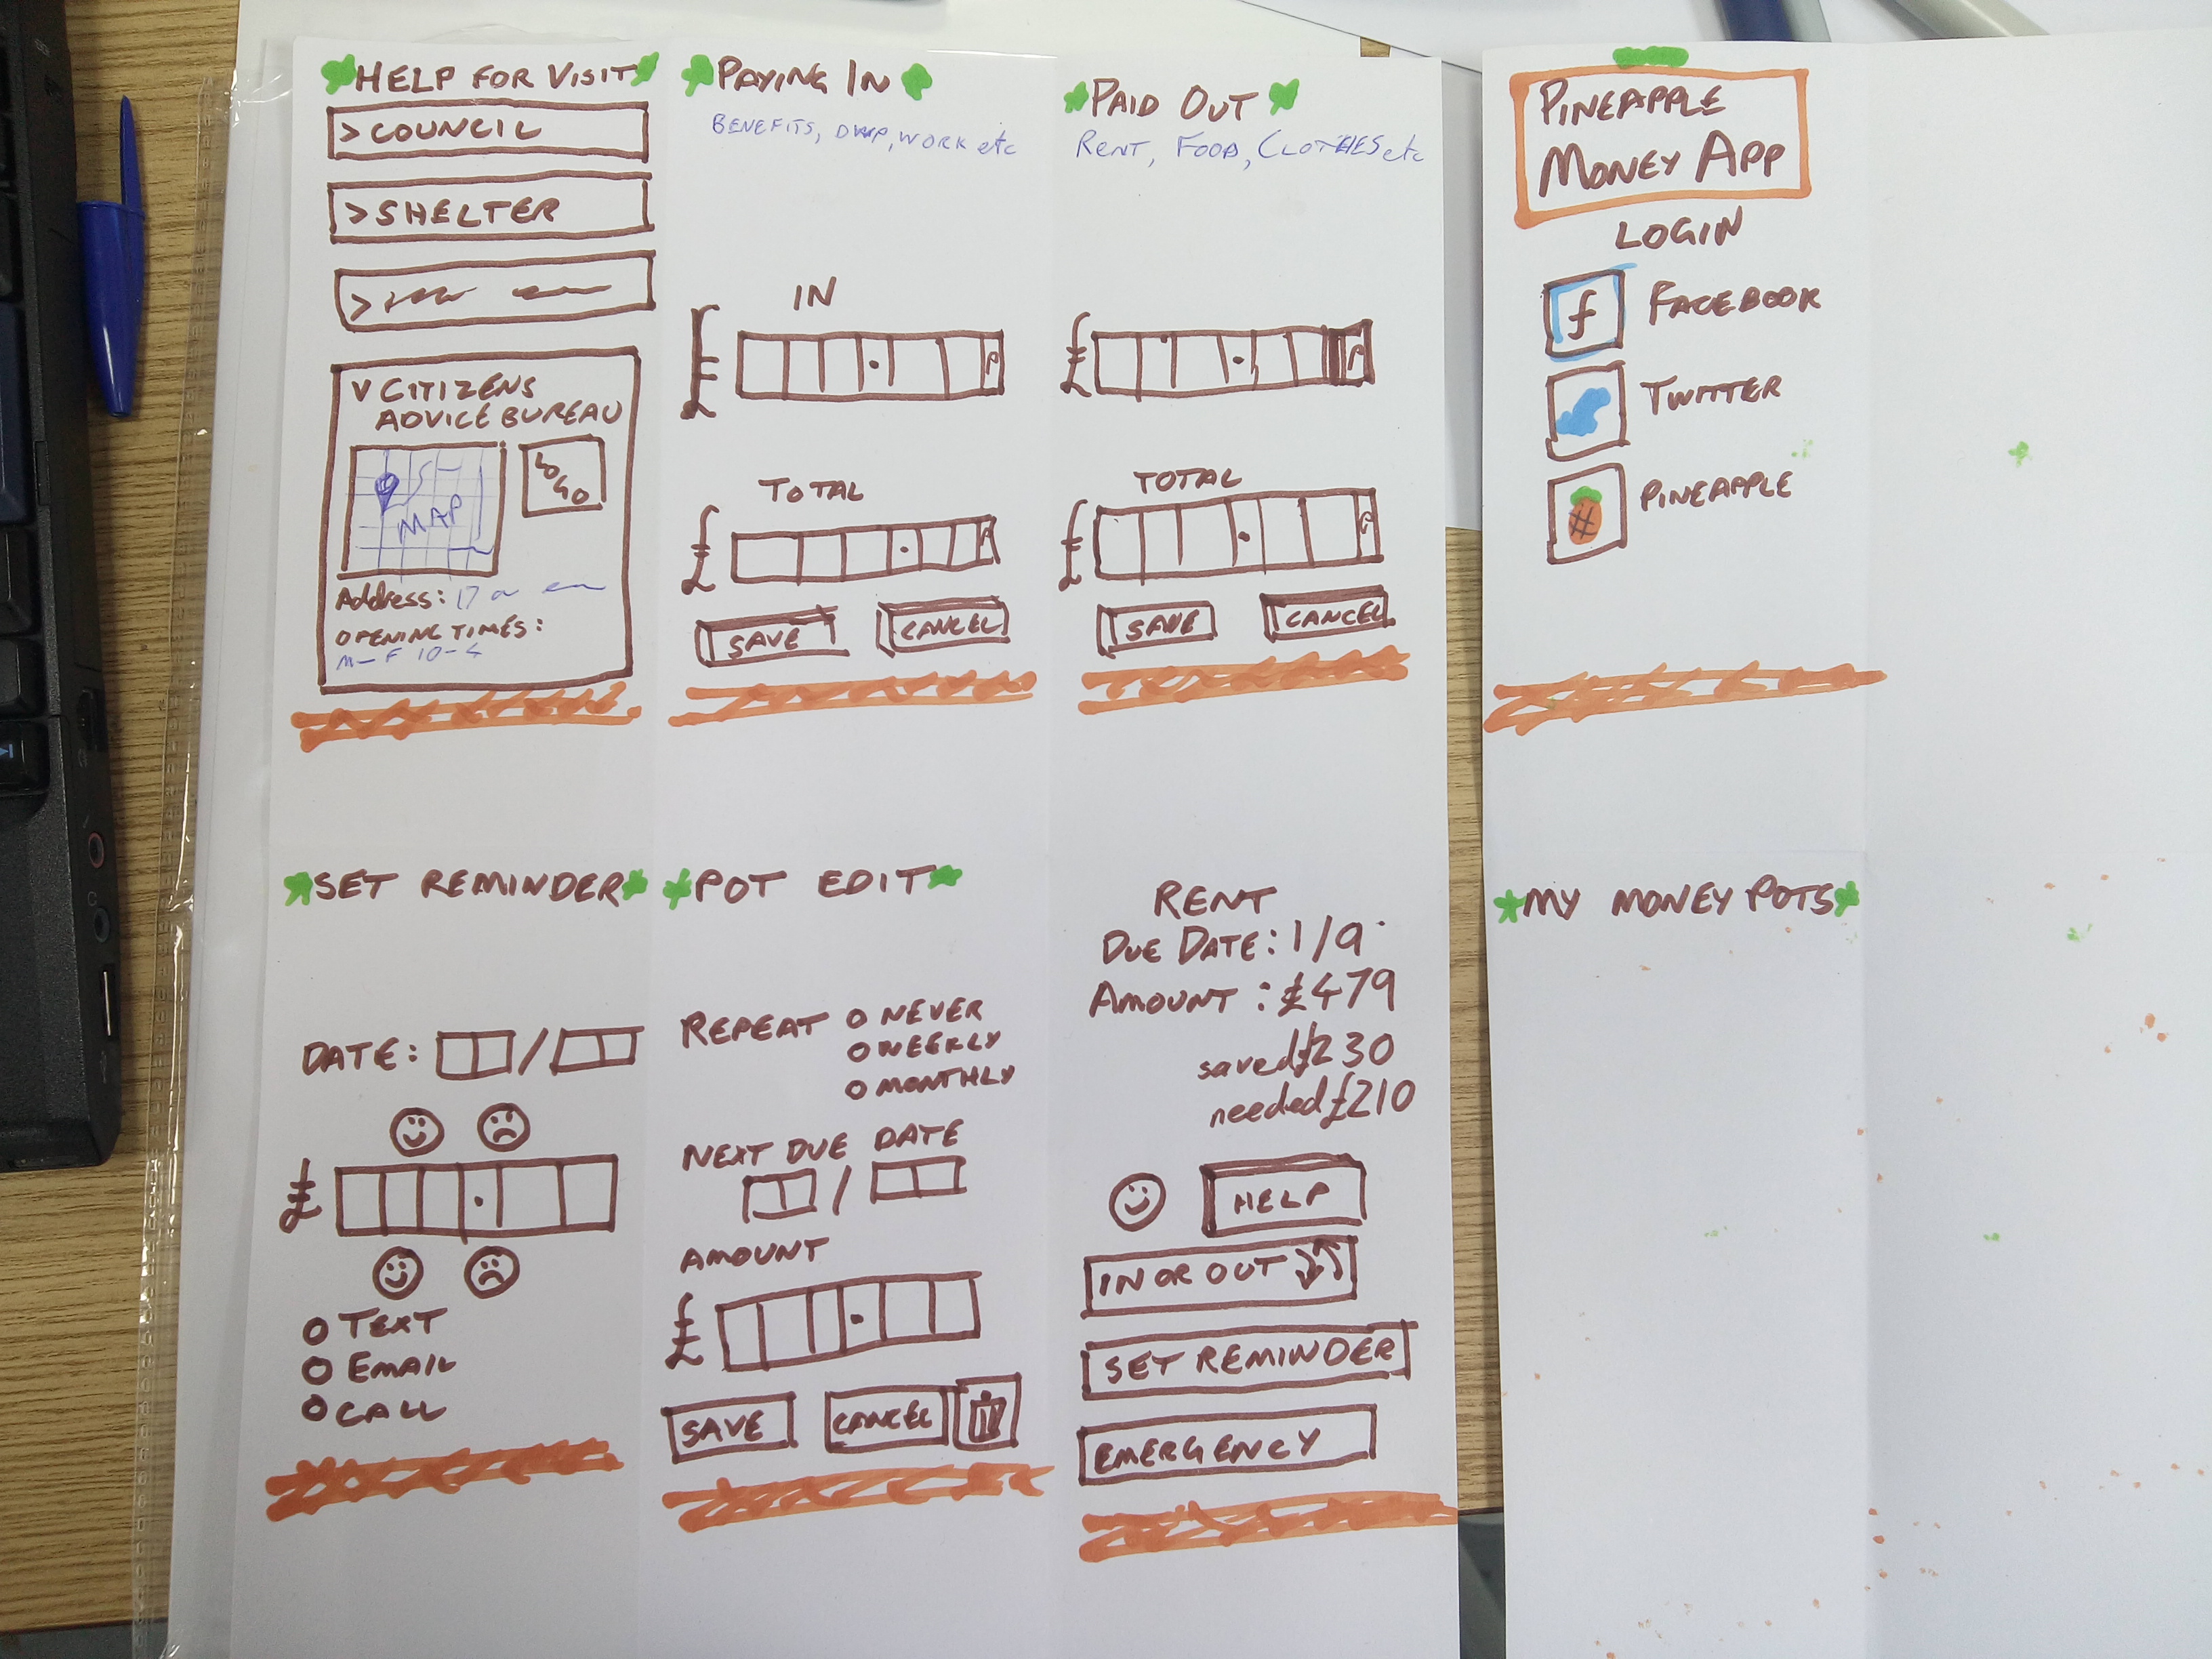 HELP FOR VISIT
> COUNCIL
> SHELTER
>
V CITIZENS
ADVICE BUREAU
MAP
LOGO
Address: 17
OPENING TIMES:
M-F 10-4
PAYING IN
BENEFITS, DWP, WORK etc
IN
£ . P
TOTAL
£ . P
SAVE CANCEL
PAID OUT
RENT, FOOD, CLOTHES etc
£ . P
TOTAL
£ . P
SAVE CANCEL
PINEAPPLE
MONEY APP
LOGIN
f FACEBOOK
TWITTER
PINEAPPLE
SET REMINDER
DATE: /
£ .
TEXT
EMAIL
CALL
POT EDIT
REPEAT NEVER
WEEKLY
MONTHLY
NEXT DUE DATE
/
AMOUNT
£ .
SAVE CANCEL
RENT
DUE DATE: 1/9
AMOUNT : £479
saved £230
needed £210
HELP
IN OR OUT
SET REMINDER
EMERGENCY
MY MONEY POTS